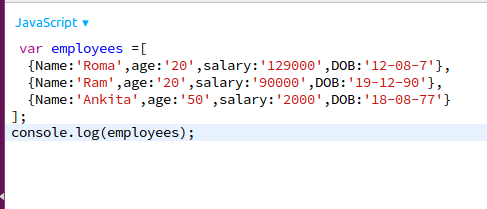 JavaScript ▾
var employees =[
{Name:'Roma',age:'20',salary:'129000',DOB:'12-08-7'},
{Name:'Ram',age:'20',salary:'90000',DOB:'19-12-90'},
{Name:'Ankita',age:'50',salary:'2000',DOB:'18-08-77'}
];
console.log(employees);